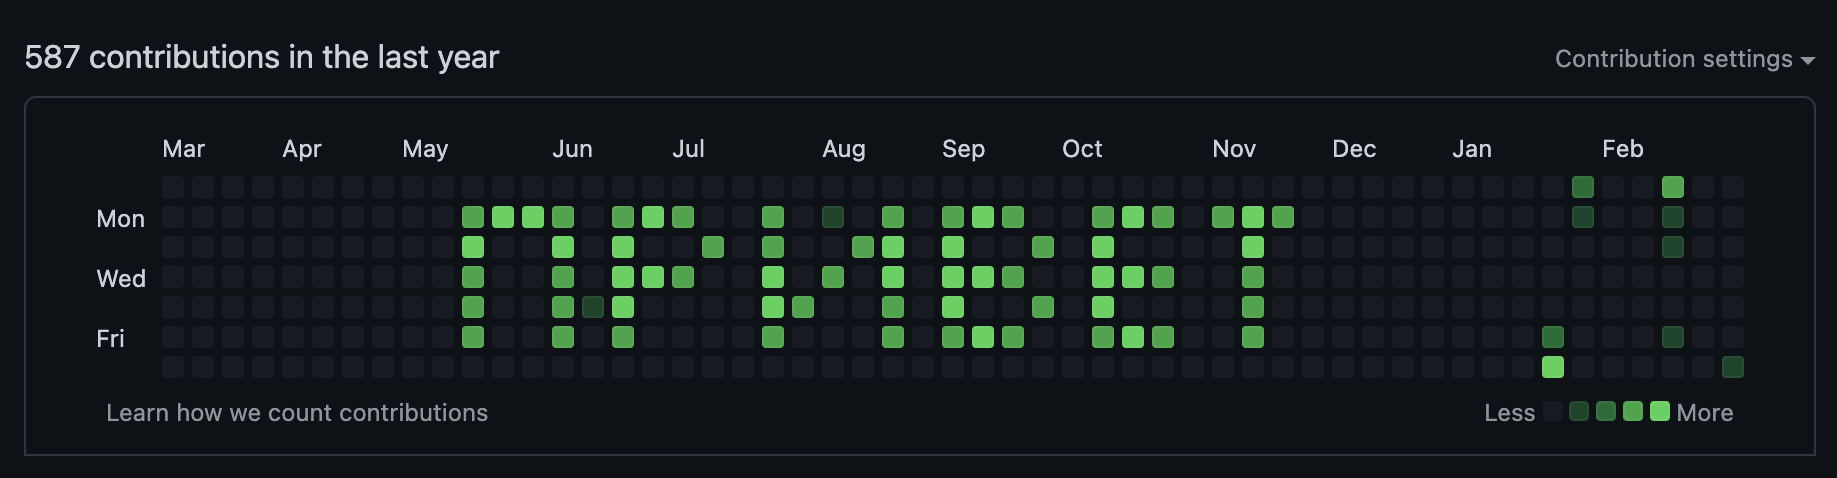 587 contributions in the last year
Contribution settings
Mar Apr May Jun Jul Aug Sep Oct Nov Dec Jan Feb
Mon
Wed
Fri
Learn how we count contributions
Less More